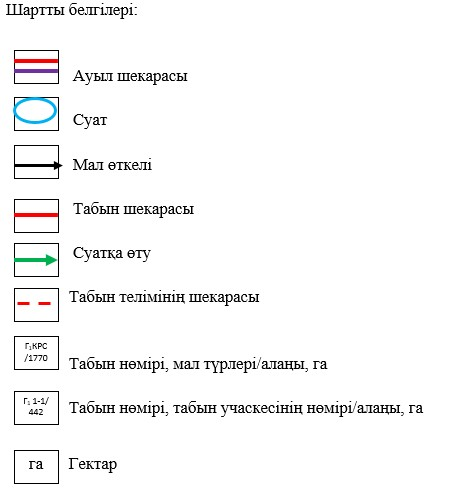 Шартты белгілері:
Ауыл шекарасы
Суат
Мал өткелі
Табын шекарасы
Суатқа өту
Табын телімінің шекарасы
Г₁КРС
/1770
Табын нөмірі, мал түрлері/алаңы, га
Г₁ 1-1/
442
Табын нөмірі, табын учаскесінің нөмірі/алаңы, га
га Гектар